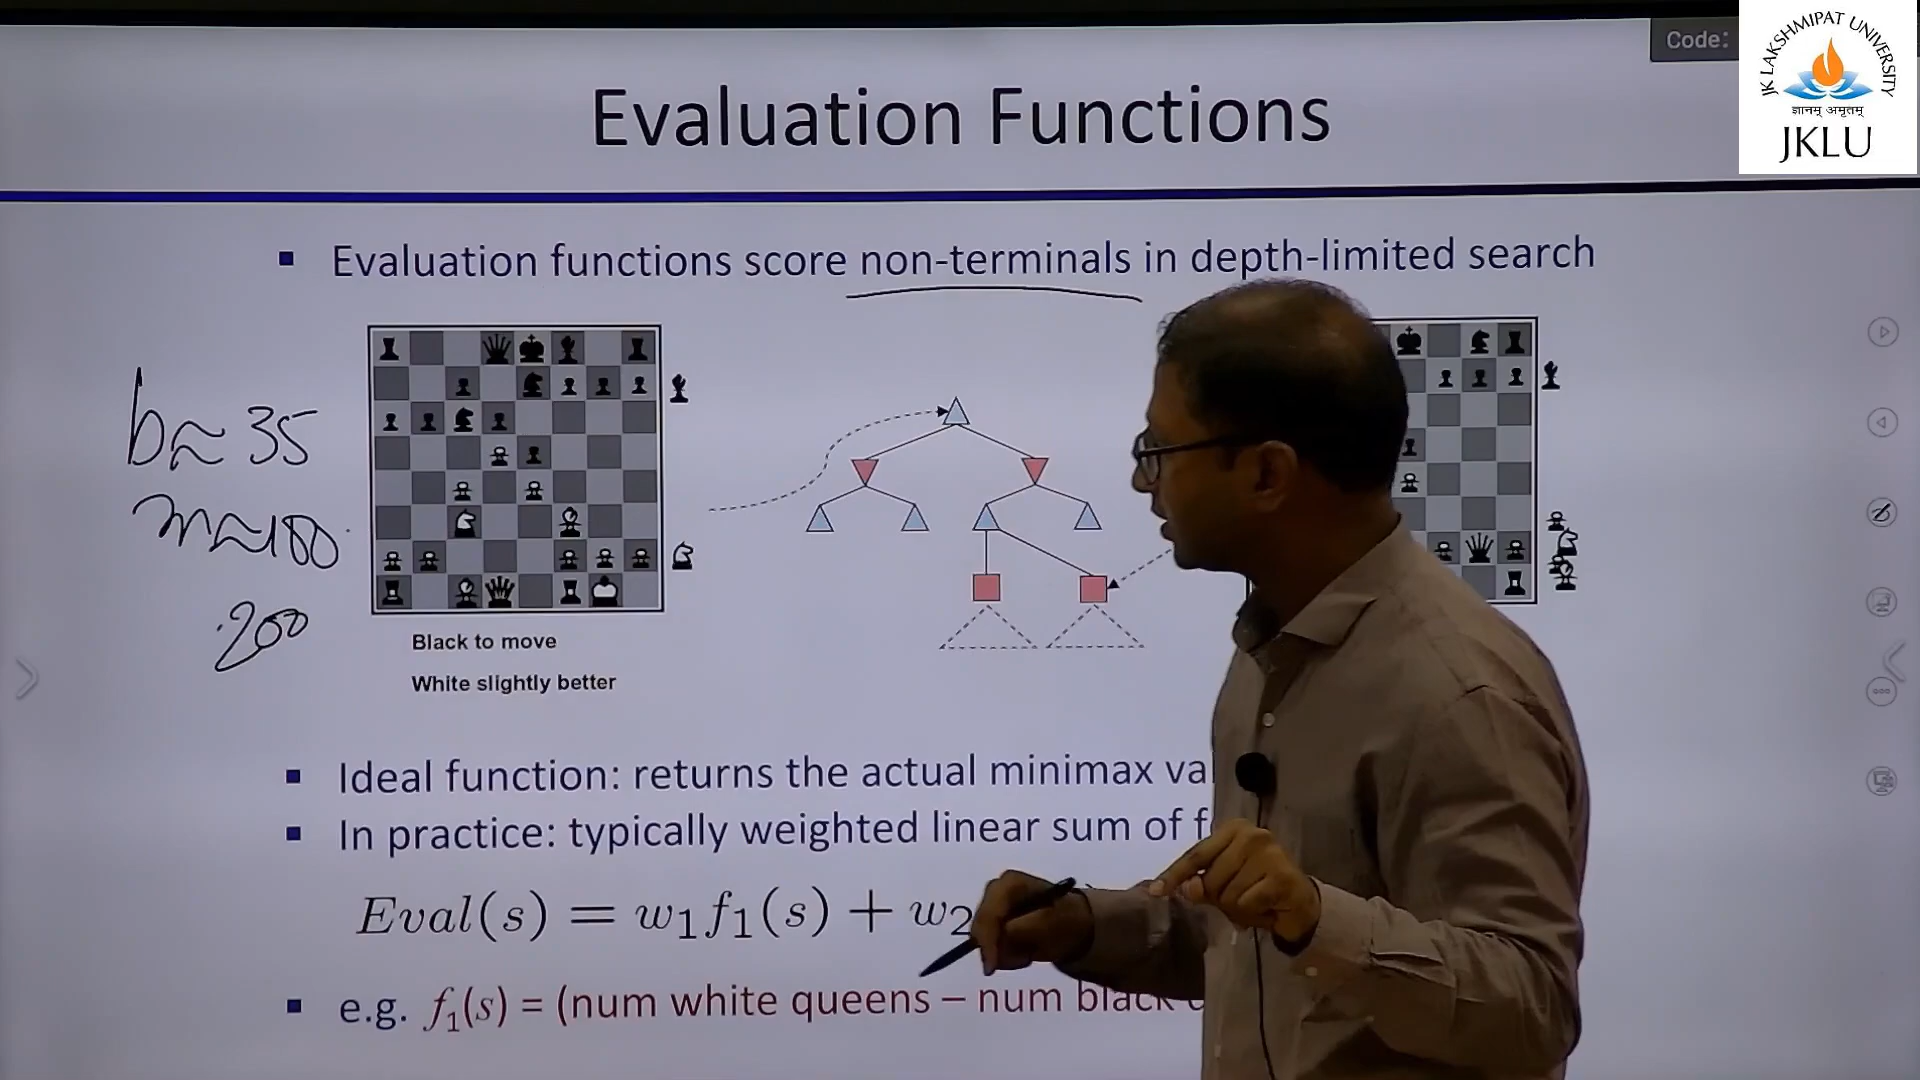 Code:
JK LAKSHMIPAT UNIVERSITY
ज्ञानम् अमृतम्
JKLU
Evaluation Functions
Evaluation functions score non-terminals in depth-limited search
b ≈ 35
m ≈ 100
200
Black to move
White slightly better
Ideal function: returns the actual minimax va
In practice: typically weighted linear sum of f
Eval(s) = w₁f₁(s) + w₂
e.g. f₁(s) = (num white queens – num black